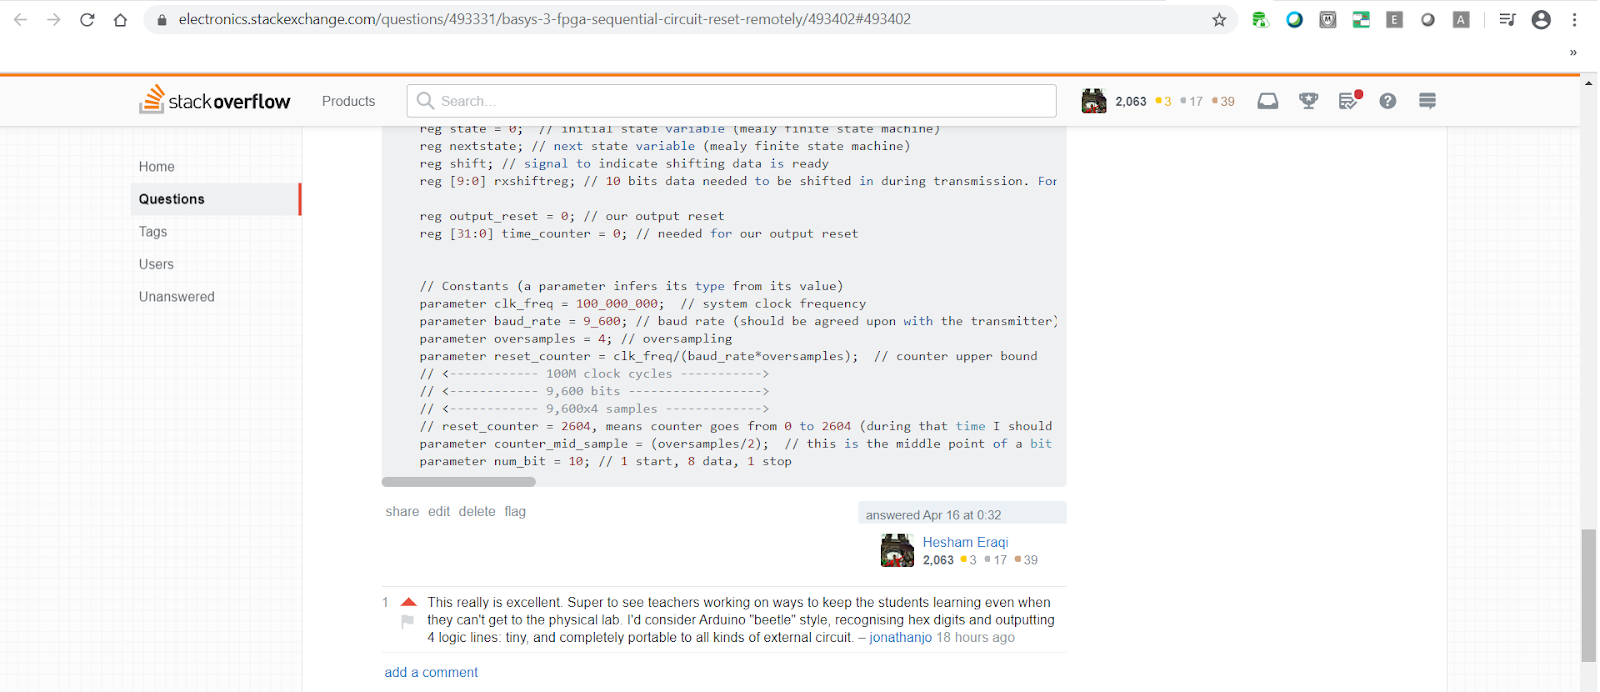 electronics.stackexchange.com/questions/493331/basys-3-fpga-sequential-circuit-reset-remotely/493402#493402
E
A
»
stackoverflow
Products
Search...
2,063 3 17 39
Home
Questions
Tags
Users
Unanswered
reg state = 0; // initial state variable (mealy finite state machine)
reg nextstate; // next state variable (mealy finite state machine)
reg shift; // signal to indicate shifting data is ready
reg [9:0] rxshiftreg; // 10 bits data needed to be shifted in during transmission. For
reg output_reset = 0; // our output reset
reg [31:0] time_counter = 0; // needed for our output reset
// Constants (a parameter infers its type from its value)
parameter clk_freq = 100_000_000; // system clock frequency
parameter baud_rate = 9_600; // baud rate (should be agreed upon with the transmitter)
parameter oversamples = 4; // oversampling
parameter reset_counter = clk_freq/(baud_rate*oversamples); // counter upper bound
// <------------ 100M clock cycles ----------->
// <------------ 9,600 bits ------------------>
// <------------ 9,600x4 samples ------------->
// reset_counter = 2604, means counter goes from 0 to 2604 (during that time I should
parameter counter_mid_sample = (oversamples/2); // this is the middle point of a bit
parameter num_bit = 10; // 1 start, 8 data, 1 stop
share edit delete flag
answered Apr 16 at 0:32
Hesham Eraqi
2,063 3 17 39
1 This really is excellent. Super to see teachers working on ways to keep the students learning even when
they can't get to the physical lab. I'd consider Arduino "beetle" style, recognising hex digits and outputting
4 logic lines: tiny, and completely portable to all kinds of external circuit. – jonathanjo 18 hours ago
add a comment